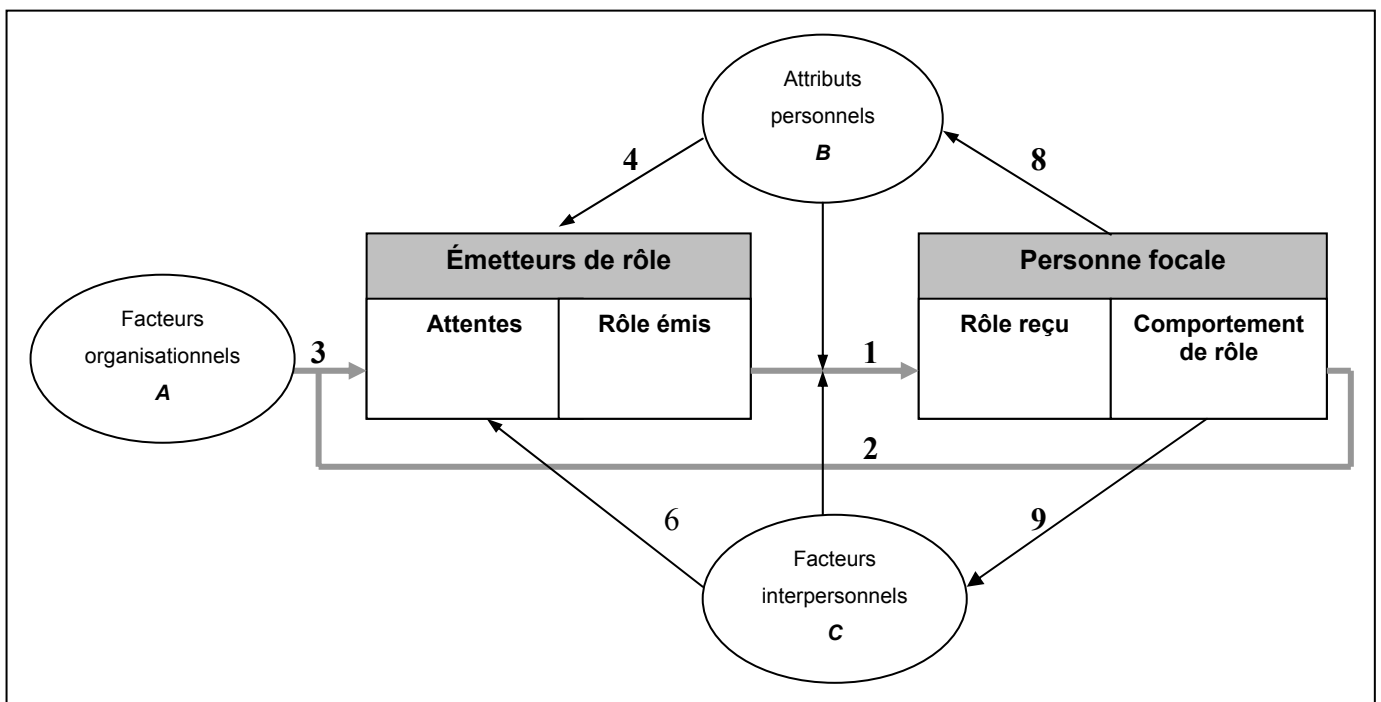 Attributs
personnels
B
4
8
Émetteurs de rôle
Personne focale
Facteurs
organisationnels
A
3
Attentes
Rôle émis
1
Rôle reçu
Comportement
de rôle
2
6
9
Facteurs
interpersonnels
C